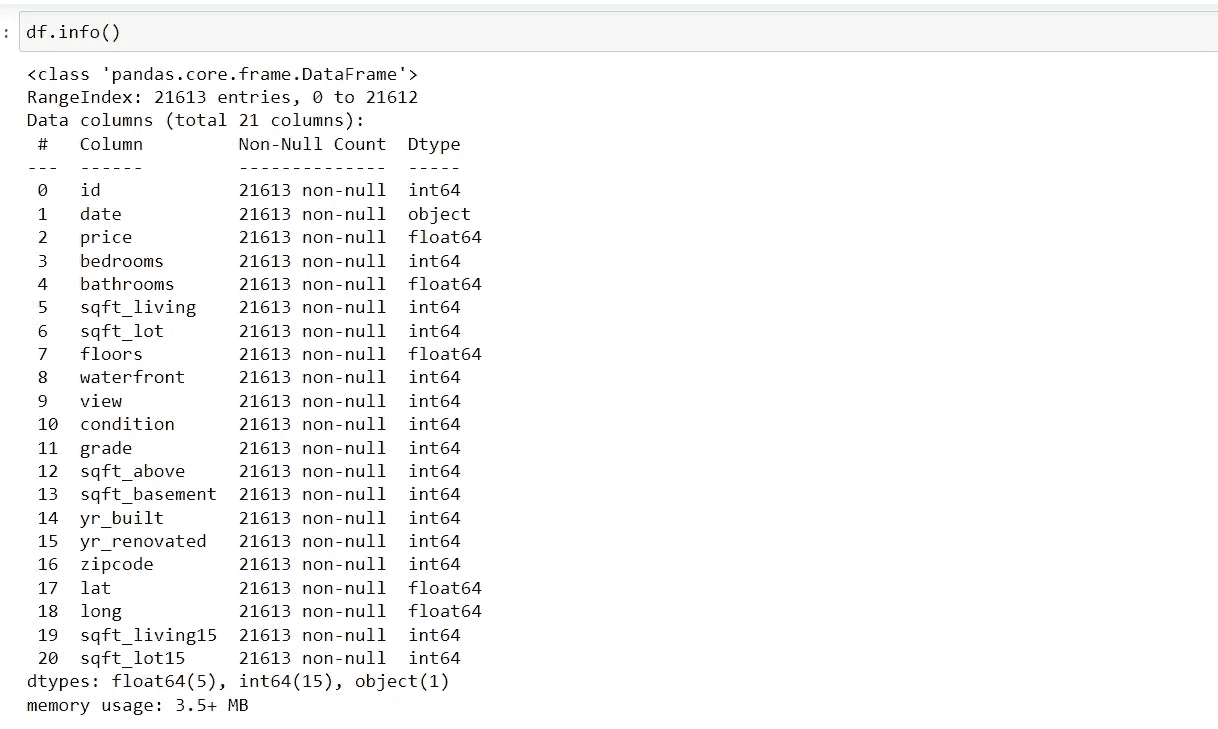 : df.info()
<class 'pandas.core.frame.DataFrame'>
RangeIndex: 21613 entries, 0 to 21612
Data columns (total 21 columns):
 #   Column         Non-Null Count  Dtype
---  ------         --------------  -----
 0   id             21613 non-null  int64
 1   date           21613 non-null  object
 2   price          21613 non-null  float64
 3   bedrooms       21613 non-null  int64
 4   bathrooms      21613 non-null  float64
 5   sqft_living    21613 non-null  int64
 6   sqft_lot       21613 non-null  int64
 7   floors         21613 non-null  float64
 8   waterfront     21613 non-null  int64
 9   view           21613 non-null  int64
 10  condition      21613 non-null  int64
 11  grade          21613 non-null  int64
 12  sqft_above     21613 non-null  int64
 13  sqft_basement  21613 non-null  int64
 14  yr_built       21613 non-null  int64
 15  yr_renovated   21613 non-null  int64
 16  zipcode        21613 non-null  int64
 17  lat            21613 non-null  float64
 18  long           21613 non-null  float64
 19  sqft_living15  21613 non-null  int64
 20  sqft_lot15     21613 non-null  int64
dtypes: float64(5), int64(15), object(1)
memory usage: 3.5+ MB